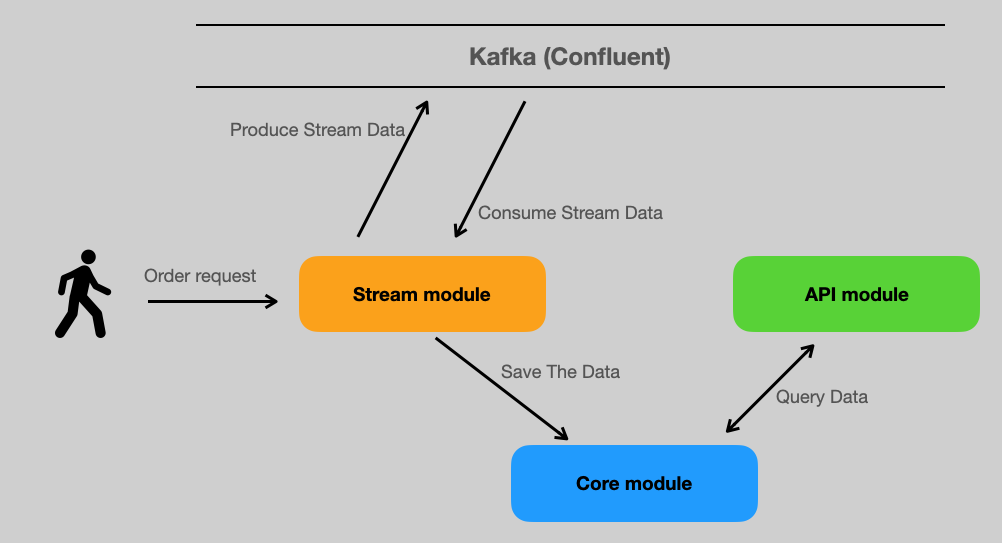 Kafka (Confluent)
Produce Stream Data
Consume Stream Data
Order request
Stream module
API module
Save The Data
Query Data
Core module